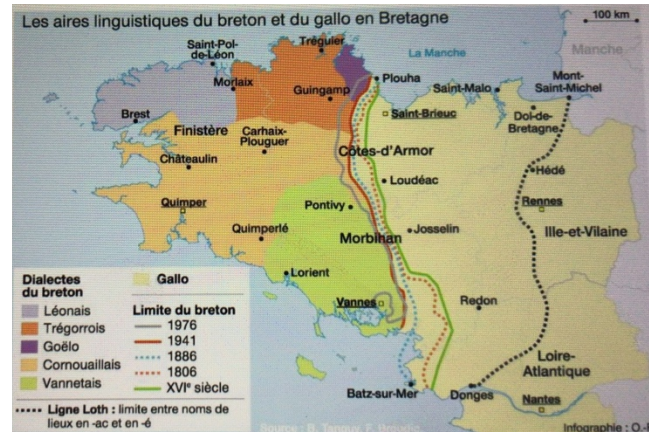 Les aires linguistiques du breton et du gallo en Bretagne
100 km
Tréguier
La Manche
Manche
Saint-Pol-
de-Léon
Morlaix
Guingamp
Plouha
Saint-Malo
Mont-
Saint-Michel
Brest
Saint-Brieuc
Dol-de-
Bretagne
Finistère
Carhaix-
Plouguer
Côtes-d'Armor
Châteaulin
Loudéac
Hédé
Rennes
Quimper
Pontivy
Quimperlé
Morbihan
Josselin
Ille-et-Vilaine
Lorient
Vannes
Redon
Loire-
Atlantique
Batz-sur-Mer
Donges
Nantes
Dialectes
du breton
Léonais
Trégorrois
Goëlo
Cornouaillais
Vannetais
Gallo
Limite du breton
1976
1941
1886
1806
XVIe siècle
Ligne Loth : limite entre noms de
lieux en -ac et en -é
Source : B. Tanguy, F. Broudic.
Infographie : O.-F.